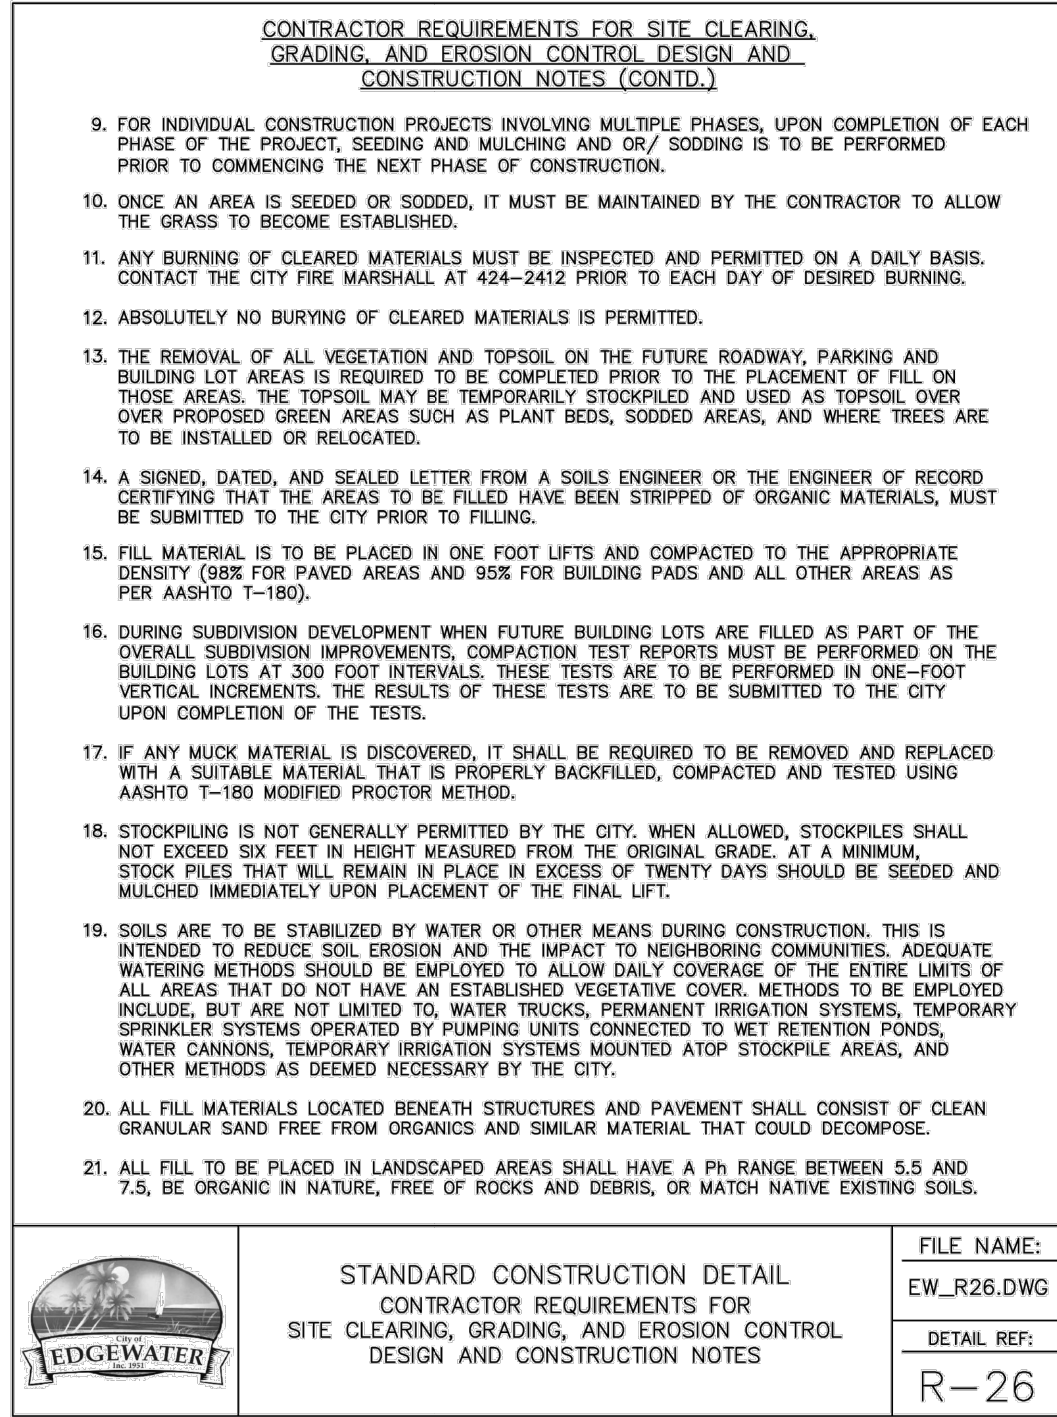 CONTRACTOR REQUIREMENTS FOR SITE CLEARING,
GRADING, AND EROSION CONTROL DESIGN AND
CONSTRUCTION NOTES (CONTD.)
9. FOR INDIVIDUAL CONSTRUCTION PROJECTS INVOLVING MULTIPLE PHASES, UPON COMPLETION OF EACH
PHASE OF THE PROJECT, SEEDING AND MULCHING AND OR/ SODDING IS TO BE PERFORMED
PRIOR TO COMMENCING THE NEXT PHASE OF CONSTRUCTION.
10. ONCE AN AREA IS SEEDED OR SODDED, IT MUST BE MAINTAINED BY THE CONTRACTOR TO ALLOW
THE GRASS TO BECOME ESTABLISHED.
11. ANY BURNING OF CLEARED MATERIALS MUST BE INSPECTED AND PERMITTED ON A DAILY BASIS.
CONTACT THE CITY FIRE MARSHALL AT 424-2412 PRIOR TO EACH DAY OF DESIRED BURNING.
12. ABSOLUTELY NO BURYING OF CLEARED MATERIALS IS PERMITTED.
13. THE REMOVAL OF ALL VEGETATION AND TOPSOIL ON THE FUTURE ROADWAY, PARKING AND
BUILDING LOT AREAS IS REQUIRED TO BE COMPLETED PRIOR TO THE PLACEMENT OF FILL ON
THOSE AREAS. THE TOPSOIL MAY BE TEMPORARILY STOCKPILED AND USED AS TOPSOIL OVER
OVER PROPOSED GREEN AREAS SUCH AS PLANT BEDS, SODDED AREAS, AND WHERE TREES ARE
TO BE INSTALLED OR RELOCATED.
14. A SIGNED, DATED, AND SEALED LETTER FROM A SOILS ENGINEER OR THE ENGINEER OF RECORD
CERTIFYING THAT THE AREAS TO BE FILLED HAVE BEEN STRIPPED OF ORGANIC MATERIALS, MUST
BE SUBMITTED TO THE CITY PRIOR TO FILLING.
15. FILL MATERIAL IS TO BE PLACED IN ONE FOOT LIFTS AND COMPACTED TO THE APPROPRIATE
DENSITY (98% FOR PAVED AREAS AND 95% FOR BUILDING PADS AND ALL OTHER AREAS AS
PER AASHTO T-180).
16. DURING SUBDIVISION DEVELOPMENT WHEN FUTURE BUILDING LOTS ARE FILLED AS PART OF THE
OVERALL SUBDIVISION IMPROVEMENTS, COMPACTION TEST REPORTS MUST BE PERFORMED ON THE
BUILDING LOTS AT 300 FOOT INTERVALS. THESE TESTS ARE TO BE PERFORMED IN ONE-FOOT
VERTICAL INCREMENTS. THE RESULTS OF THESE TESTS ARE TO BE SUBMITTED TO THE CITY
UPON COMPLETION OF THE TESTS.
17. IF ANY MUCK MATERIAL IS DISCOVERED, IT SHALL BE REQUIRED TO BE REMOVED AND REPLACED
WITH A SUITABLE MATERIAL THAT IS PROPERLY BACKFILLED, COMPACTED AND TESTED USING
AASHTO T-180 MODIFIED PROCTOR METHOD.
18. STOCKPILING IS NOT GENERALLY PERMITTED BY THE CITY. WHEN ALLOWED, STOCKPILES SHALL
NOT EXCEED SIX FEET IN HEIGHT MEASURED FROM THE ORIGINAL GRADE. AT A MINIMUM,
STOCK PILES THAT WILL REMAIN IN PLACE IN EXCESS OF TWENTY DAYS SHOULD BE SEEDED AND
MULCHED IMMEDIATELY UPON PLACEMENT OF THE FINAL LIFT.
19. SOILS ARE TO BE STABILIZED BY WATER OR OTHER MEANS DURING CONSTRUCTION. THIS IS
INTENDED TO REDUCE SOIL EROSION AND THE IMPACT TO NEIGHBORING COMMUNITIES. ADEQUATE
WATERING METHODS SHOULD BE EMPLOYED TO ALLOW DAILY COVERAGE OF THE ENTIRE LIMITS OF
ALL AREAS THAT DO NOT HAVE AN ESTABLISHED VEGETATIVE COVER. METHODS TO BE EMPLOYED
INCLUDE, BUT ARE NOT LIMITED TO, WATER TRUCKS, PERMANENT IRRIGATION SYSTEMS, TEMPORARY
SPRINKLER SYSTEMS OPERATED BY PUMPING UNITS CONNECTED TO WET RETENTION PONDS,
WATER CANNONS, TEMPORARY IRRIGATION SYSTEMS MOUNTED ATOP STOCKPILE AREAS, AND
OTHER METHODS AS DEEMED NECESSARY BY THE CITY.
20. ALL FILL MATERIALS LOCATED BENEATH STRUCTURES AND PAVEMENT SHALL CONSIST OF CLEAN
GRANULAR SAND FREE FROM ORGANICS AND SIMILAR MATERIAL THAT COULD DECOMPOSE.
21. ALL FILL TO BE PLACED IN LANDSCAPED AREAS SHALL HAVE A Ph RANGE BETWEEN 5.5 AND
7.5, BE ORGANIC IN NATURE, FREE OF ROCKS AND DEBRIS, OR MATCH NATIVE EXISTING SOILS.
City of
EDGEWATER
Inc. 1951
STANDARD CONSTRUCTION DETAIL
CONTRACTOR REQUIREMENTS FOR
SITE CLEARING, GRADING, AND EROSION CONTROL
DESIGN AND CONSTRUCTION NOTES
FILE NAME:
EW_R26.DWG
DETAIL REF:
R-26